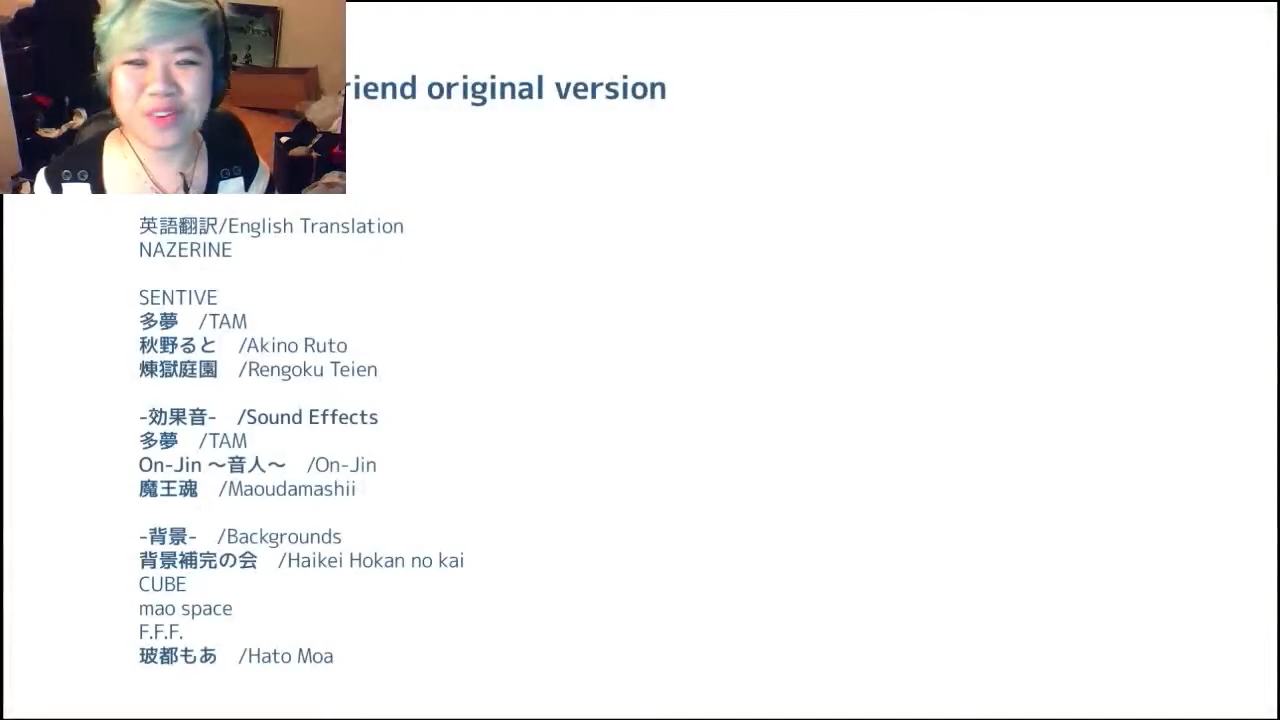 original version
英語翻訳/English Translation
NAZERINE
SENTIVE
多夢 /TAM
秋野ると /Akino Ruto
煉獄庭園 /Rengoku Teien
-効果音- /Sound Effects
多夢 /TAM
On-Jin ～音人～ /On-Jin
魔王魂 /Maoudamashii
-背景- /Backgrounds
背景補完の会 /Haikei Hokan no kai
CUBE
mao space
F.F.F.
玻都もあ /Hato Moa